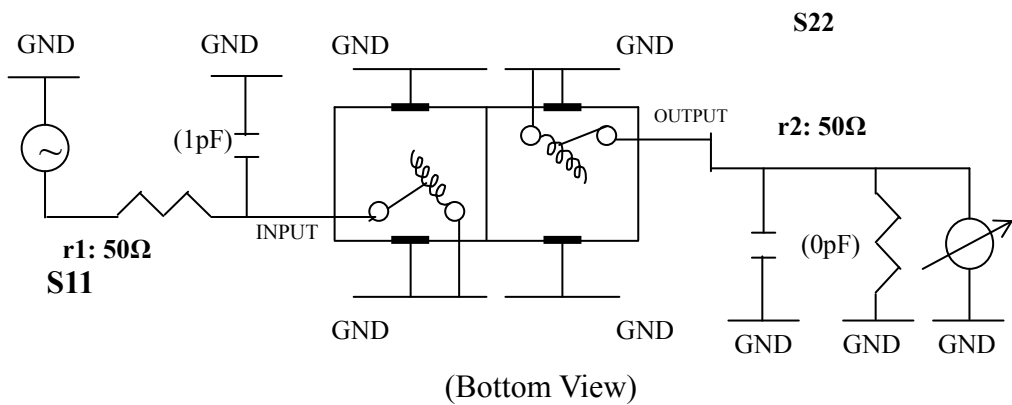 S22
GND
GND
GND
GND
(1pF)
OUTPUT
r2: 50Ω
INPUT
r1: 50Ω
S11
(0pF)
GND
GND
GND
GND
GND
(Bottom View)